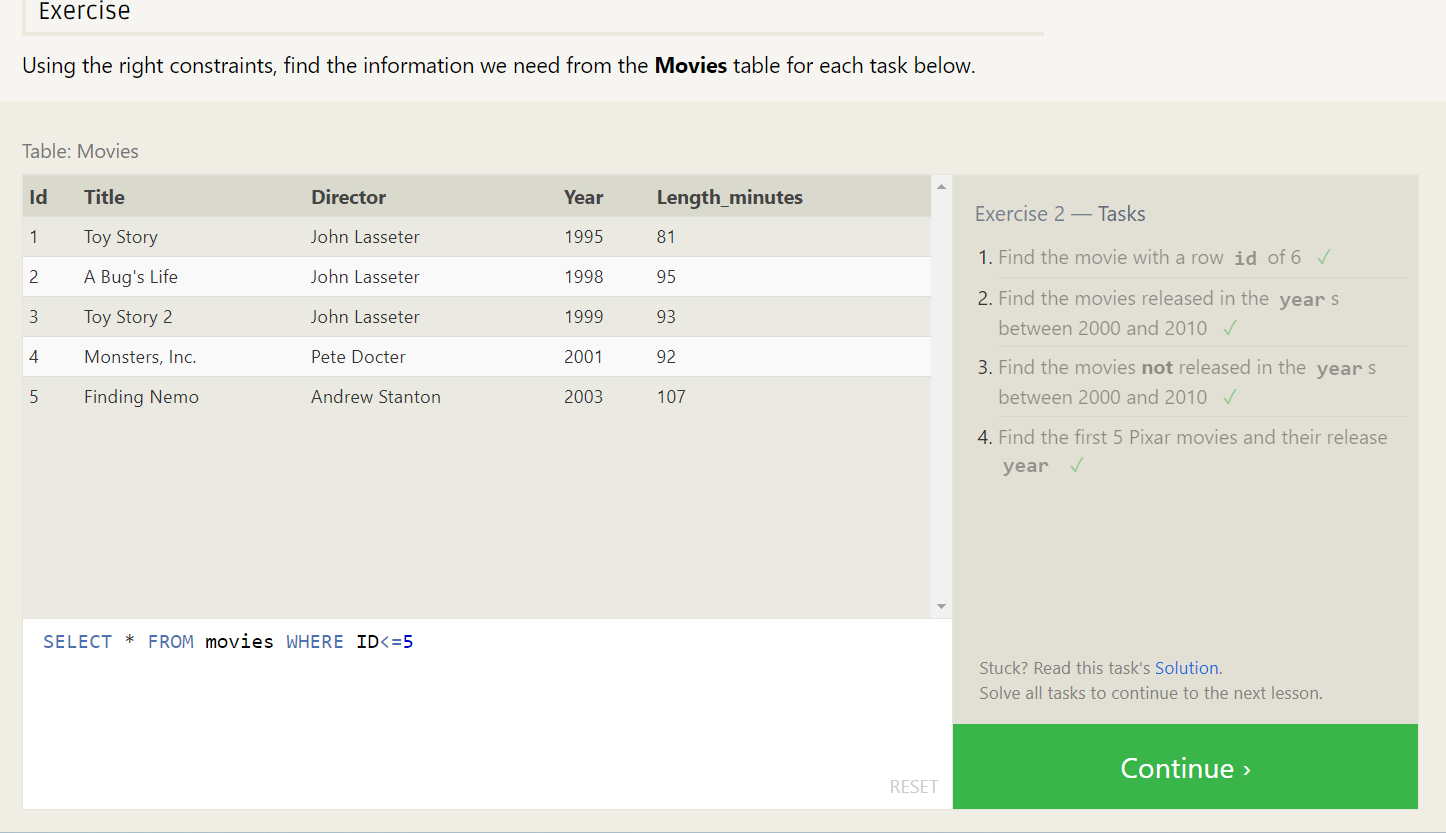 Exercise
Using the right constraints, find the information we need from the Movies table for each task below.
Table: Movies
Id Title Director Year Length_minutes
1 Toy Story John Lasseter 1995 81
2 A Bug's Life John Lasseter 1998 95
3 Toy Story 2 John Lasseter 1999 93
4 Monsters, Inc. Pete Docter 2001 92
5 Finding Nemo Andrew Stanton 2003 107
SELECT * FROM movies WHERE ID<=5
RESET
Exercise 2 — Tasks
1. Find the movie with a row id of 6 ✓
2. Find the movies released in the year s
between 2000 and 2010 ✓
3. Find the movies not released in the year s
between 2000 and 2010 ✓
4. Find the first 5 Pixar movies and their release
year ✓
Stuck? Read this task's Solution.
Solve all tasks to continue to the next lesson.
Continue ›